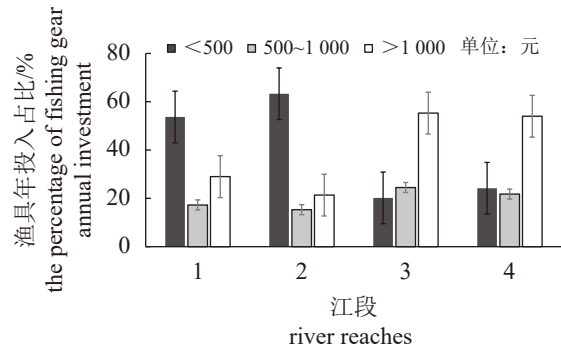 <500 500~1 000 >1 000 单位：元
渔具年投入占比/%
the percentage of fishing gear
annual investment
80
60
40
20
0
1 2 3 4
江段
river reaches